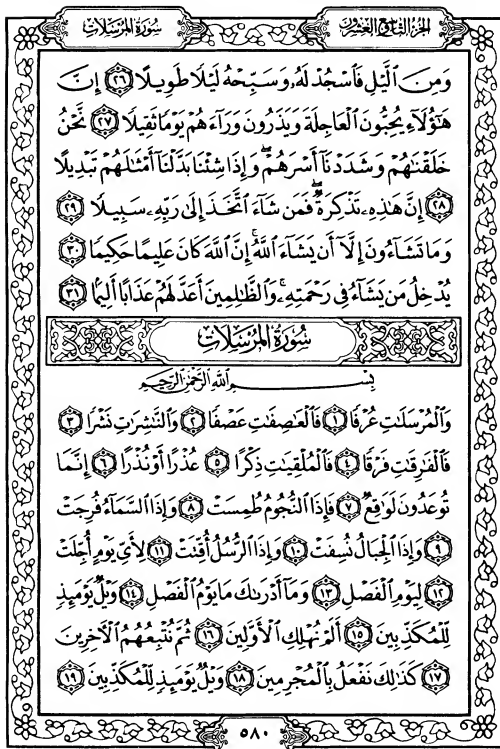 الجزء التاسع والعشرون سورة المرسلات
وَمِنَ ٱلَّيۡلِ فَٱسۡجُدۡ لَهُۥ وَسَبِّحۡهُ لَيۡلٗا طَوِيلًا ٢٦ إِنَّ
هَٰٓؤُلَآءِ يُحِبُّونَ ٱلۡعَاجِلَةَ وَيَذَرُونَ وَرَآءَهُمۡ يَوۡمٗا ثَقِيلٗا ٢٧ نَّحۡنُ
خَلَقۡنَٰهُمۡ وَشَدَدۡنَآ أَسۡرَهُمۡۖ وَإِذَا شِئۡنَا بَدَّلۡنَآ أَمۡثَٰلَهُمۡ تَبۡدِيلًا
٢٨ إِنَّ هَٰذِهِۦ تَذۡكِرَةٞۖ فَمَن شَآءَ ٱتَّخَذَ إِلَىٰ رَبِّهِۦ سَبِيلٗا ٢٩
وَمَا تَشَآءُونَ إِلَّآ أَن يَشَآءَ ٱللَّهُۚ إِنَّ ٱللَّهَ كَانَ عَلِيمًا حَكِيمٗا ٣٠
يُدۡخِلُ مَن يَشَآءُ فِي رَحۡمَتِهِۦۚ وَٱلظَّٰلِمِينَ أَعَدَّ لَهُمۡ عَذَابًا أَلِيمَۢا ٣١
سُورَةُ المُرۡسَلَاتِ
بِسۡمِ ٱللَّهِ ٱلرَّحۡمَٰنِ ٱلرَّحِيمِ
وَٱلۡمُرۡسَلَٰتِ عُرۡفٗا ١ فَٱلۡعَٰصِفَٰتِ عَصۡفٗا ٢ وَٱلنَّٰشِرَٰتِ نَشۡرٗا ٣
فَٱلۡفَٰرِقَٰتِ فَرۡقٗا ٤ فَٱلۡمُلۡقِيَٰتِ ذِكۡرًا ٥ عُذۡرًا أَوۡ نُذۡرًا ٦ إِنَّمَا
تُوعَدُونَ لَوَٰقِعٞ ٧ فَإِذَا ٱلنُّجُومُ طُمِسَتۡ ٨ وَإِذَا ٱلسَّمَآءُ فُرِجَتۡ
٩ وَإِذَا ٱلۡجِبَالُ نُسِفَتۡ ١٠ وَإِذَا ٱلرُّسُلُ أُقِّتَتۡ ١١ لِأَيِّ يَوۡمٍ أُجِّلَتۡ
١٢ لِيَوۡمِ ٱلۡفَصۡلِ ١٣ وَمَآ أَدۡرَىٰكَ مَا يَوۡمُ ٱلۡفَصۡلِ ١٤ وَيۡلٞ يَوۡمَئِذٖ
لِّلۡمُكَذِّبِينَ ١٥ أَلَمۡ نُهۡلِكِ ٱلۡأَوَّلِينَ ١٦ ثُمَّ نُتۡبِعُهُمُ ٱلۡأٓخِرِينَ
١٧ كَذَٰلِكَ نَفۡعَلُ بِٱلۡمُجۡرِمِينَ ١٨ وَيۡلٞ يَوۡمَئِذٖ لِّلۡمُكَذِّبِينَ ١٩
٥٨٠